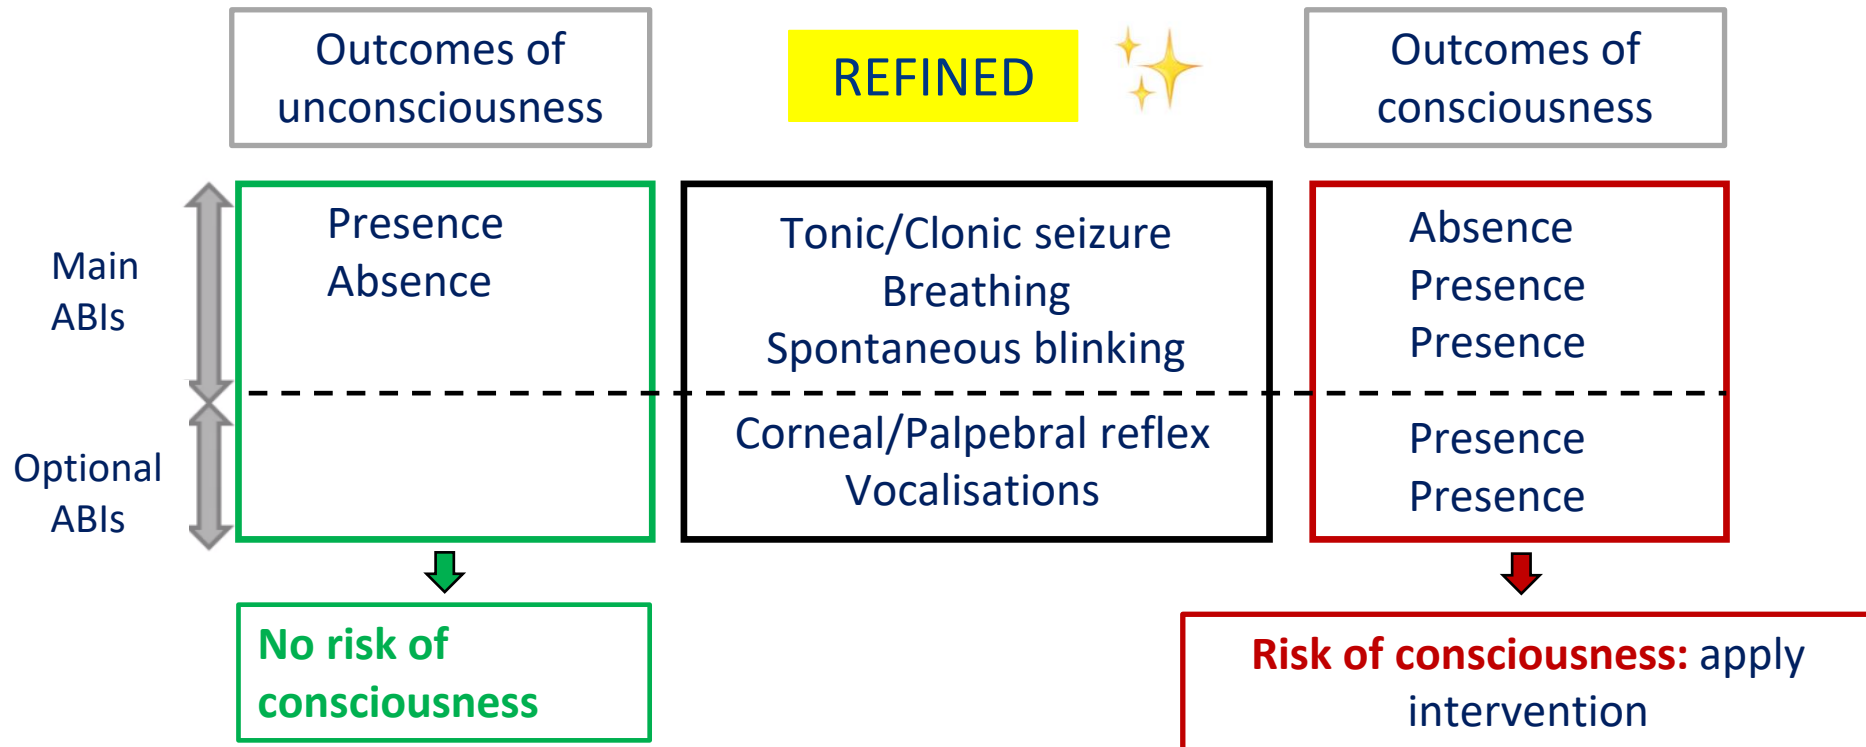 Outcomes of
unconsciousness
REFINED
Outcomes of
consciousness
Main
ABIs
Presence
Absence
Tonic/Clonic seizure
Breathing
Spontaneous blinking
Absence
Presence
Presence
Optional
ABIs
Corneal/Palpebral reflex
Vocalisations
Presence
Presence
No risk of
consciousness
Risk of consciousness: apply
intervention